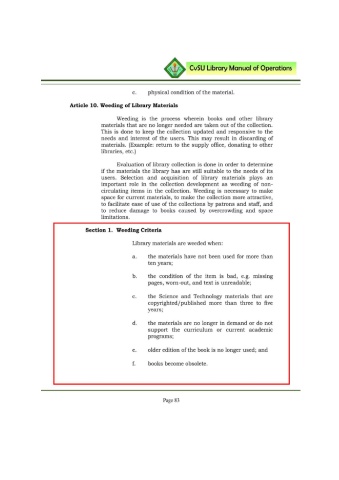 CvSU Library Manual of Operations
c. physical condition of the material.
Article 10. Weeding of Library Materials
Weeding is the process wherein books and other library
materials that are no longer needed are taken out of the collection.
This is done to keep the collection updated and responsive to the
needs and interest of the users. This may result in discarding of
materials. (Example: return to the supply office, donating to other
libraries, etc.)
Evaluation of library collection is done in order to determine
if the materials the library has are still suitable to the needs of its
users. Selection and acquisition of library materials plays an
important role in the collection development as weeding of non-
circulating items in the collection. Weeding is necessary to make
space for current materials, to make the collection more attractive,
to facilitate ease of use of the collections by patrons and staff, and
to reduce damage to books caused by overcrowding and space
limitations.
Section 1. Weeding Criteria
Library materials are weeded when:
a. the materials have not been used for more than
ten years;
b. the condition of the item is bad, e.g. missing
pages, worn-out, and text is unreadable;
c. the Science and Technology materials that are
copyrighted/published more than three to five
years;
d. the materials are no longer in demand or do not
support the curriculum or current academic
programs;
e. older edition of the book is no longer used; and
f. books become obsolete.
Page 83